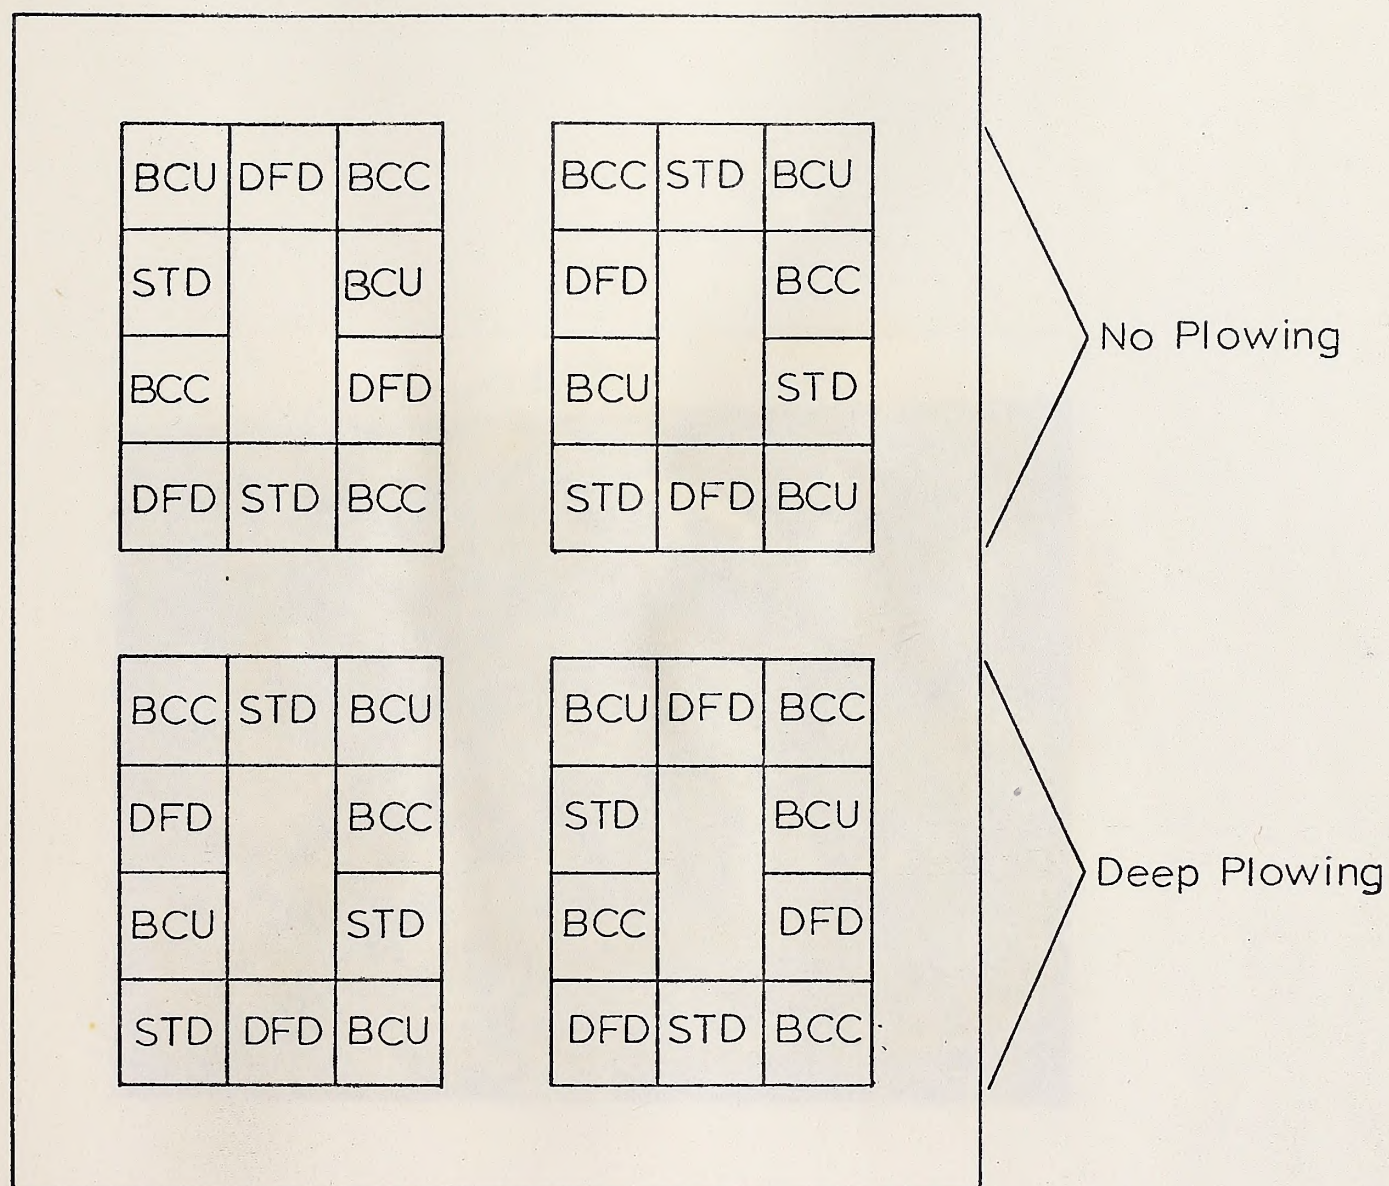 BCU DFD BCC
STD BCU
BCC DFD
DFD STD BCC
BCC STD BCU
DFD BCC
BCU STD
STD DFD BCU
No Plowing
BCC STD BCU
DFD BCC
BCU STD
STD DFD BCU
BCU DFD BCC
STD BCU
BCC DFD
DFD STD BCC
Deep Plowing